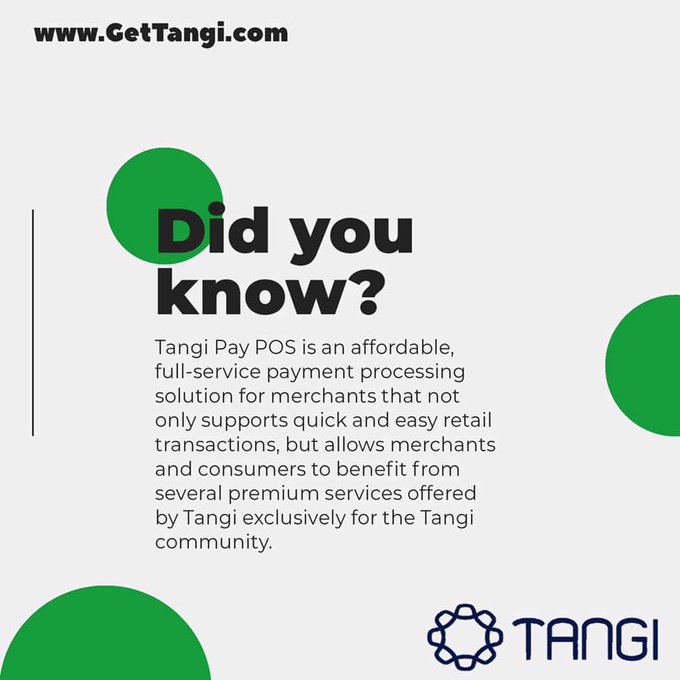 www.GetTangi.com
Did you
know?
Tangi Pay POS is an affordable,
full-service payment processing
solution for merchants that not
only supports quick and easy retail
transactions, but allows merchants
and consumers to benefit from
several premium services offered
by Tangi exclusively for the Tangi
community.
TANGI